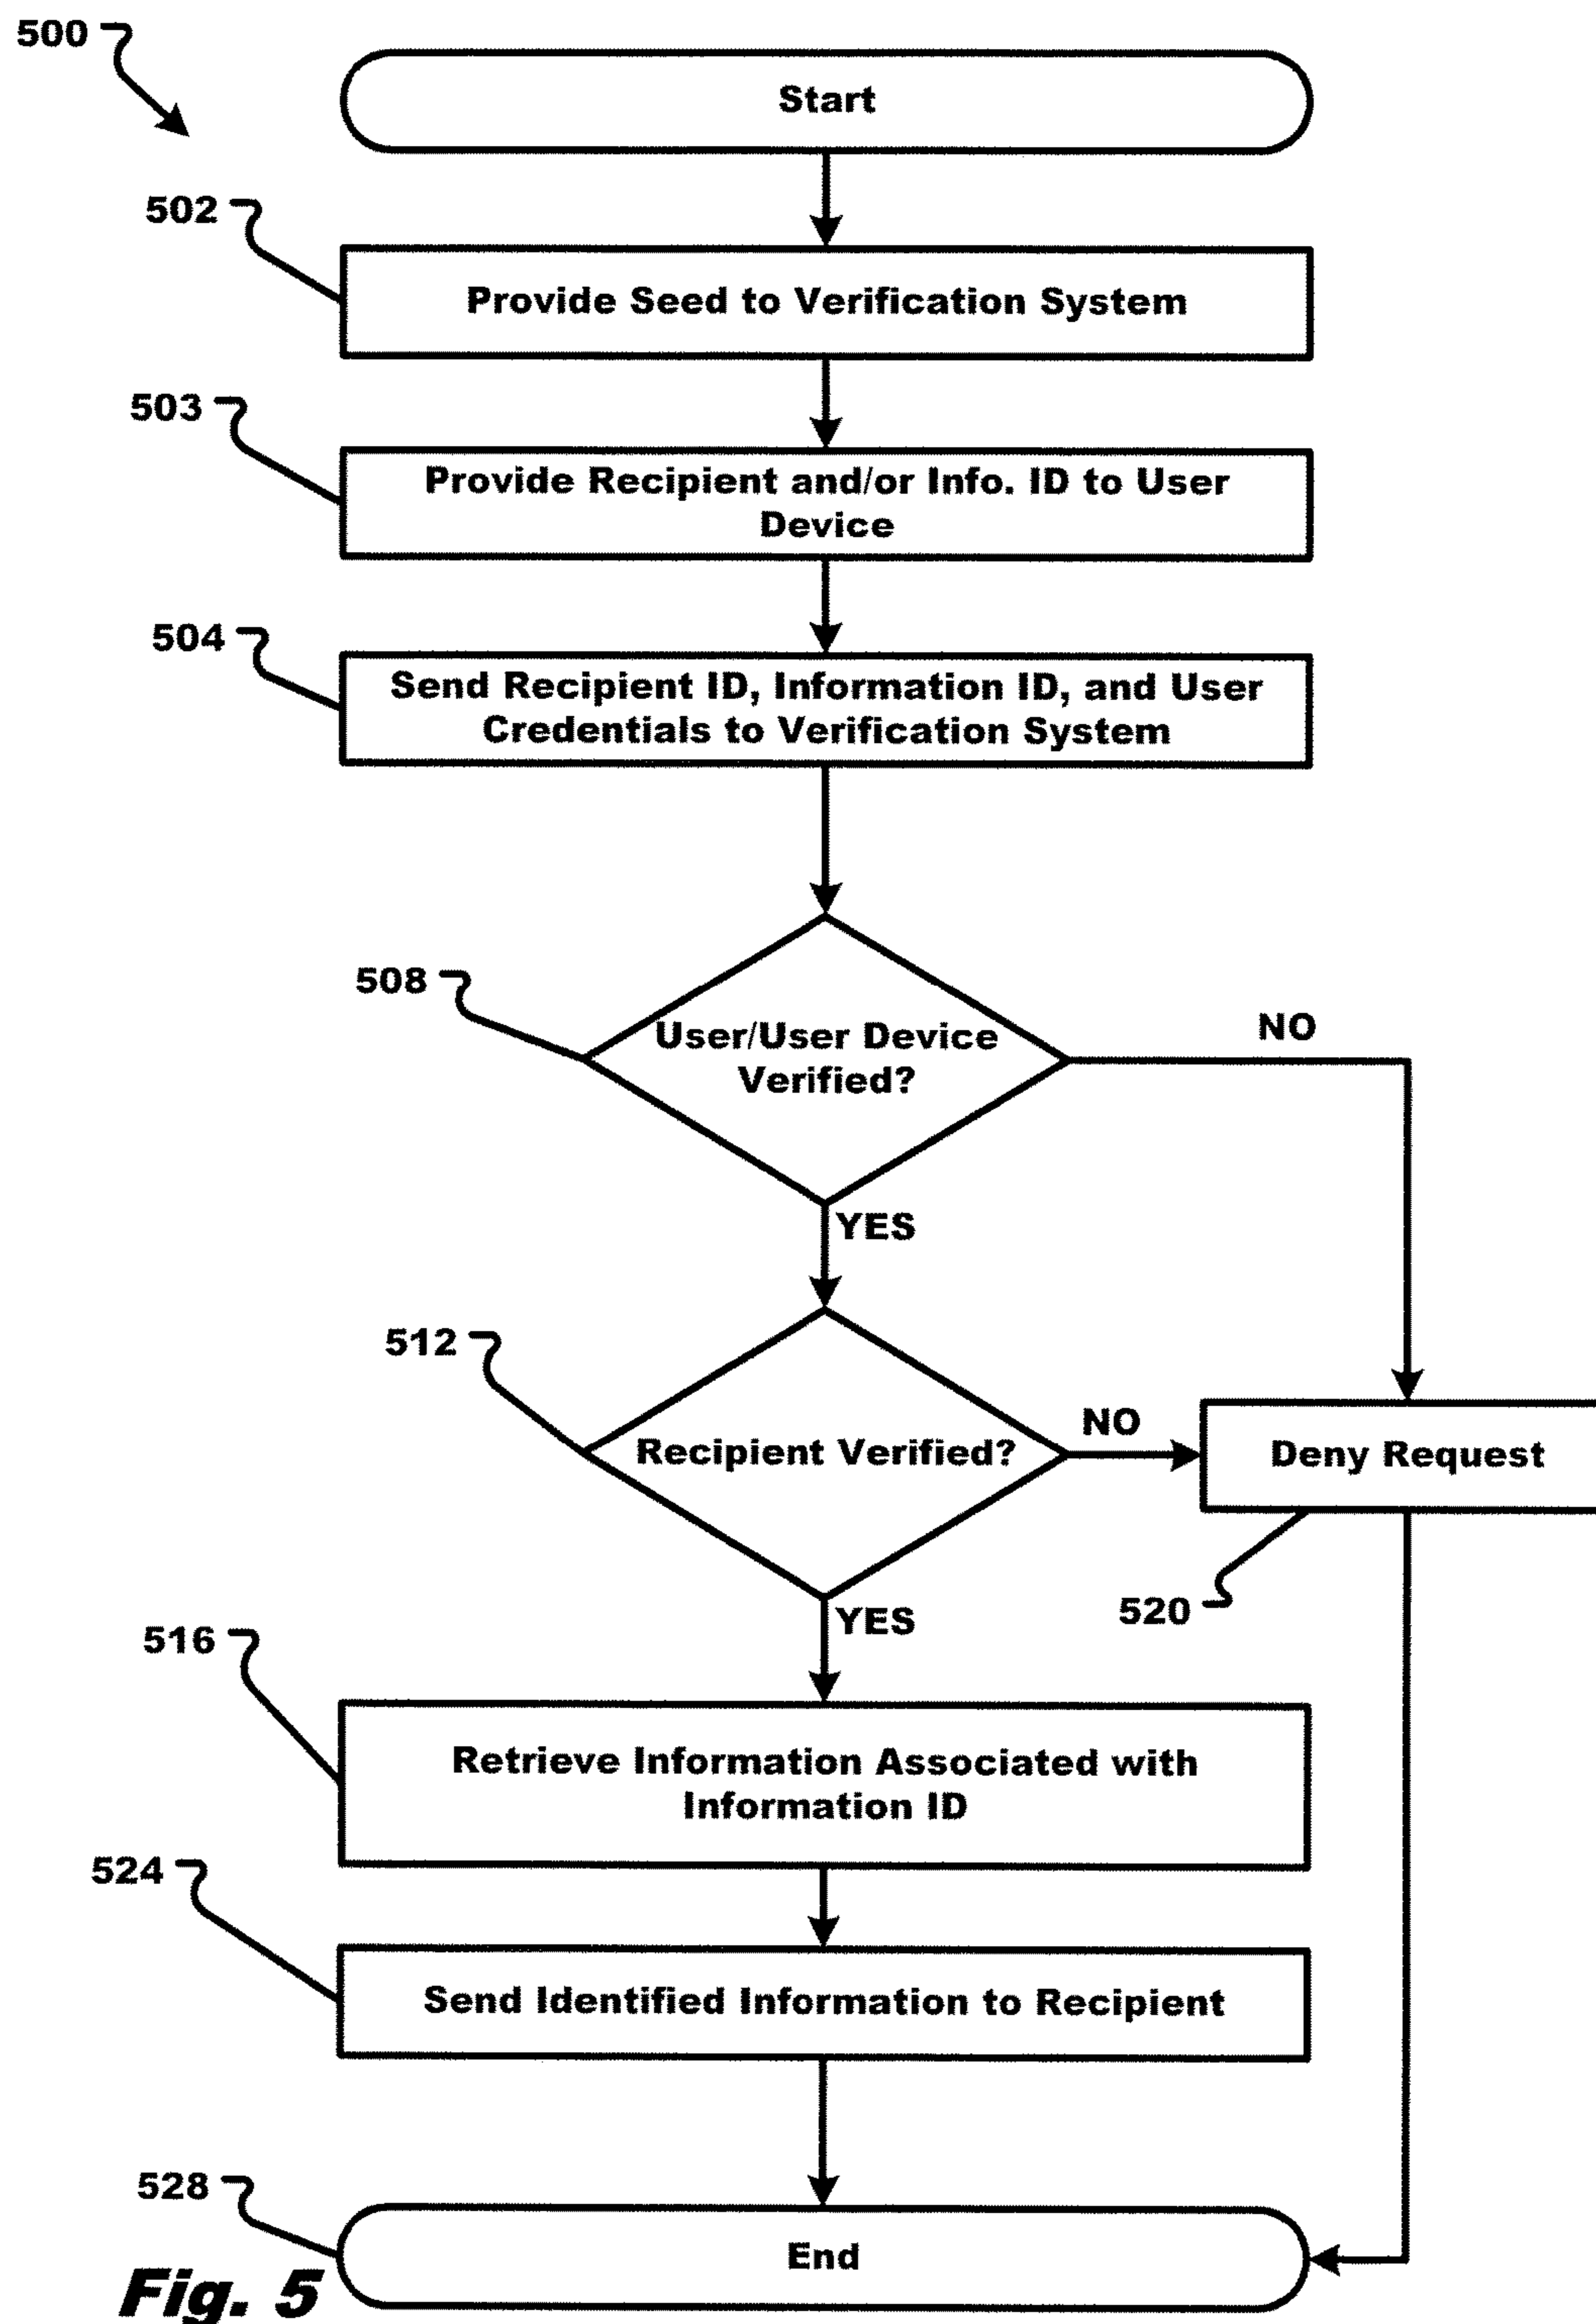 500
Start
502
Provide Seed to Verification System
503
Provide Recipient and/or Info. ID to User
Device
504
Send Recipient ID, Information ID, and User
Credentials to Verification System
508
User/User Device
Verified?
NO
YES
512
Recipient Verified?
NO
Deny Request
520
YES
516
Retrieve Information Associated with
Information ID
524
Send Identified Information to Recipient
528
End
Fig. 5